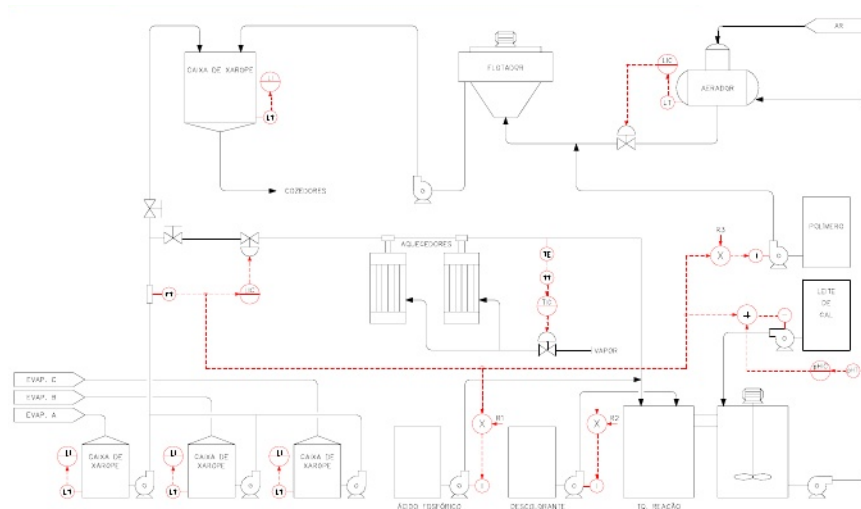 AR
CAIXA DE XAROPE
LI
LT
FLOTADOR
LIC
LT
AERADOR
COZEDORES
POLÍMERO
R3
X
I
AQUECEDORES
TE
TT
TIC
VAPOR
LEITE
DE
CAL
+
EVAP. C
EVAP. B
EVAP. A
LI
LT
CAIXA DE
XAROPE
LI
LT
CAIXA DE
XAROPE
LI
LT
CAIXA DE
XAROPE
X
R1
I
X
R2
I
ÁCIDO FOSFÓRICO
DESCOLORANTE
TQ. REAÇÃO